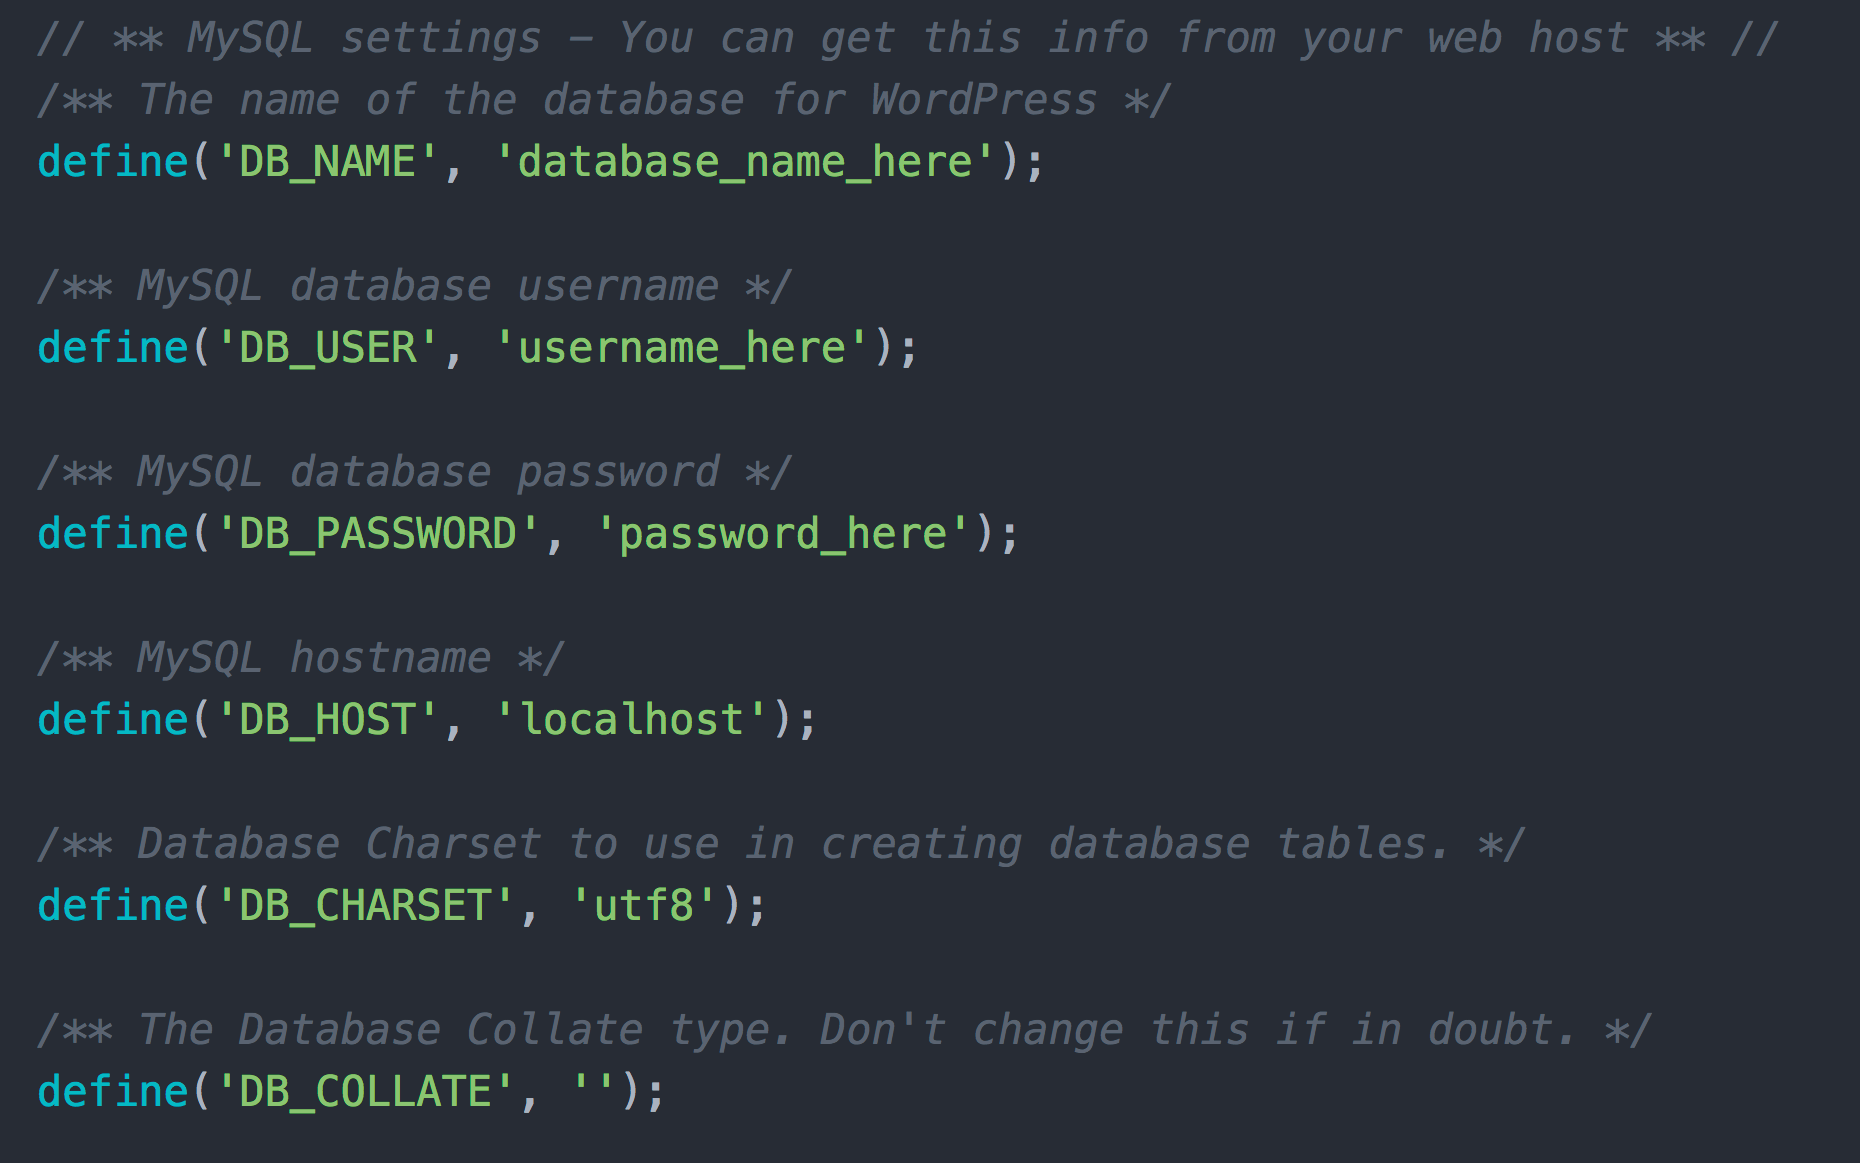 // ** MySQL settings - You can get this info from your web host ** //
/** The name of the database for WordPress */
define('DB_NAME', 'database_name_here');
/** MySQL database username */
define('DB_USER', 'username_here');
/** MySQL database password */
define('DB_PASSWORD', 'password_here');
/** MySQL hostname */
define('DB_HOST', 'localhost');
/** Database Charset to use in creating database tables. */
define('DB_CHARSET', 'utf8');
/** The Database Collate type. Don't change this if in doubt. */
define('DB_COLLATE', '');